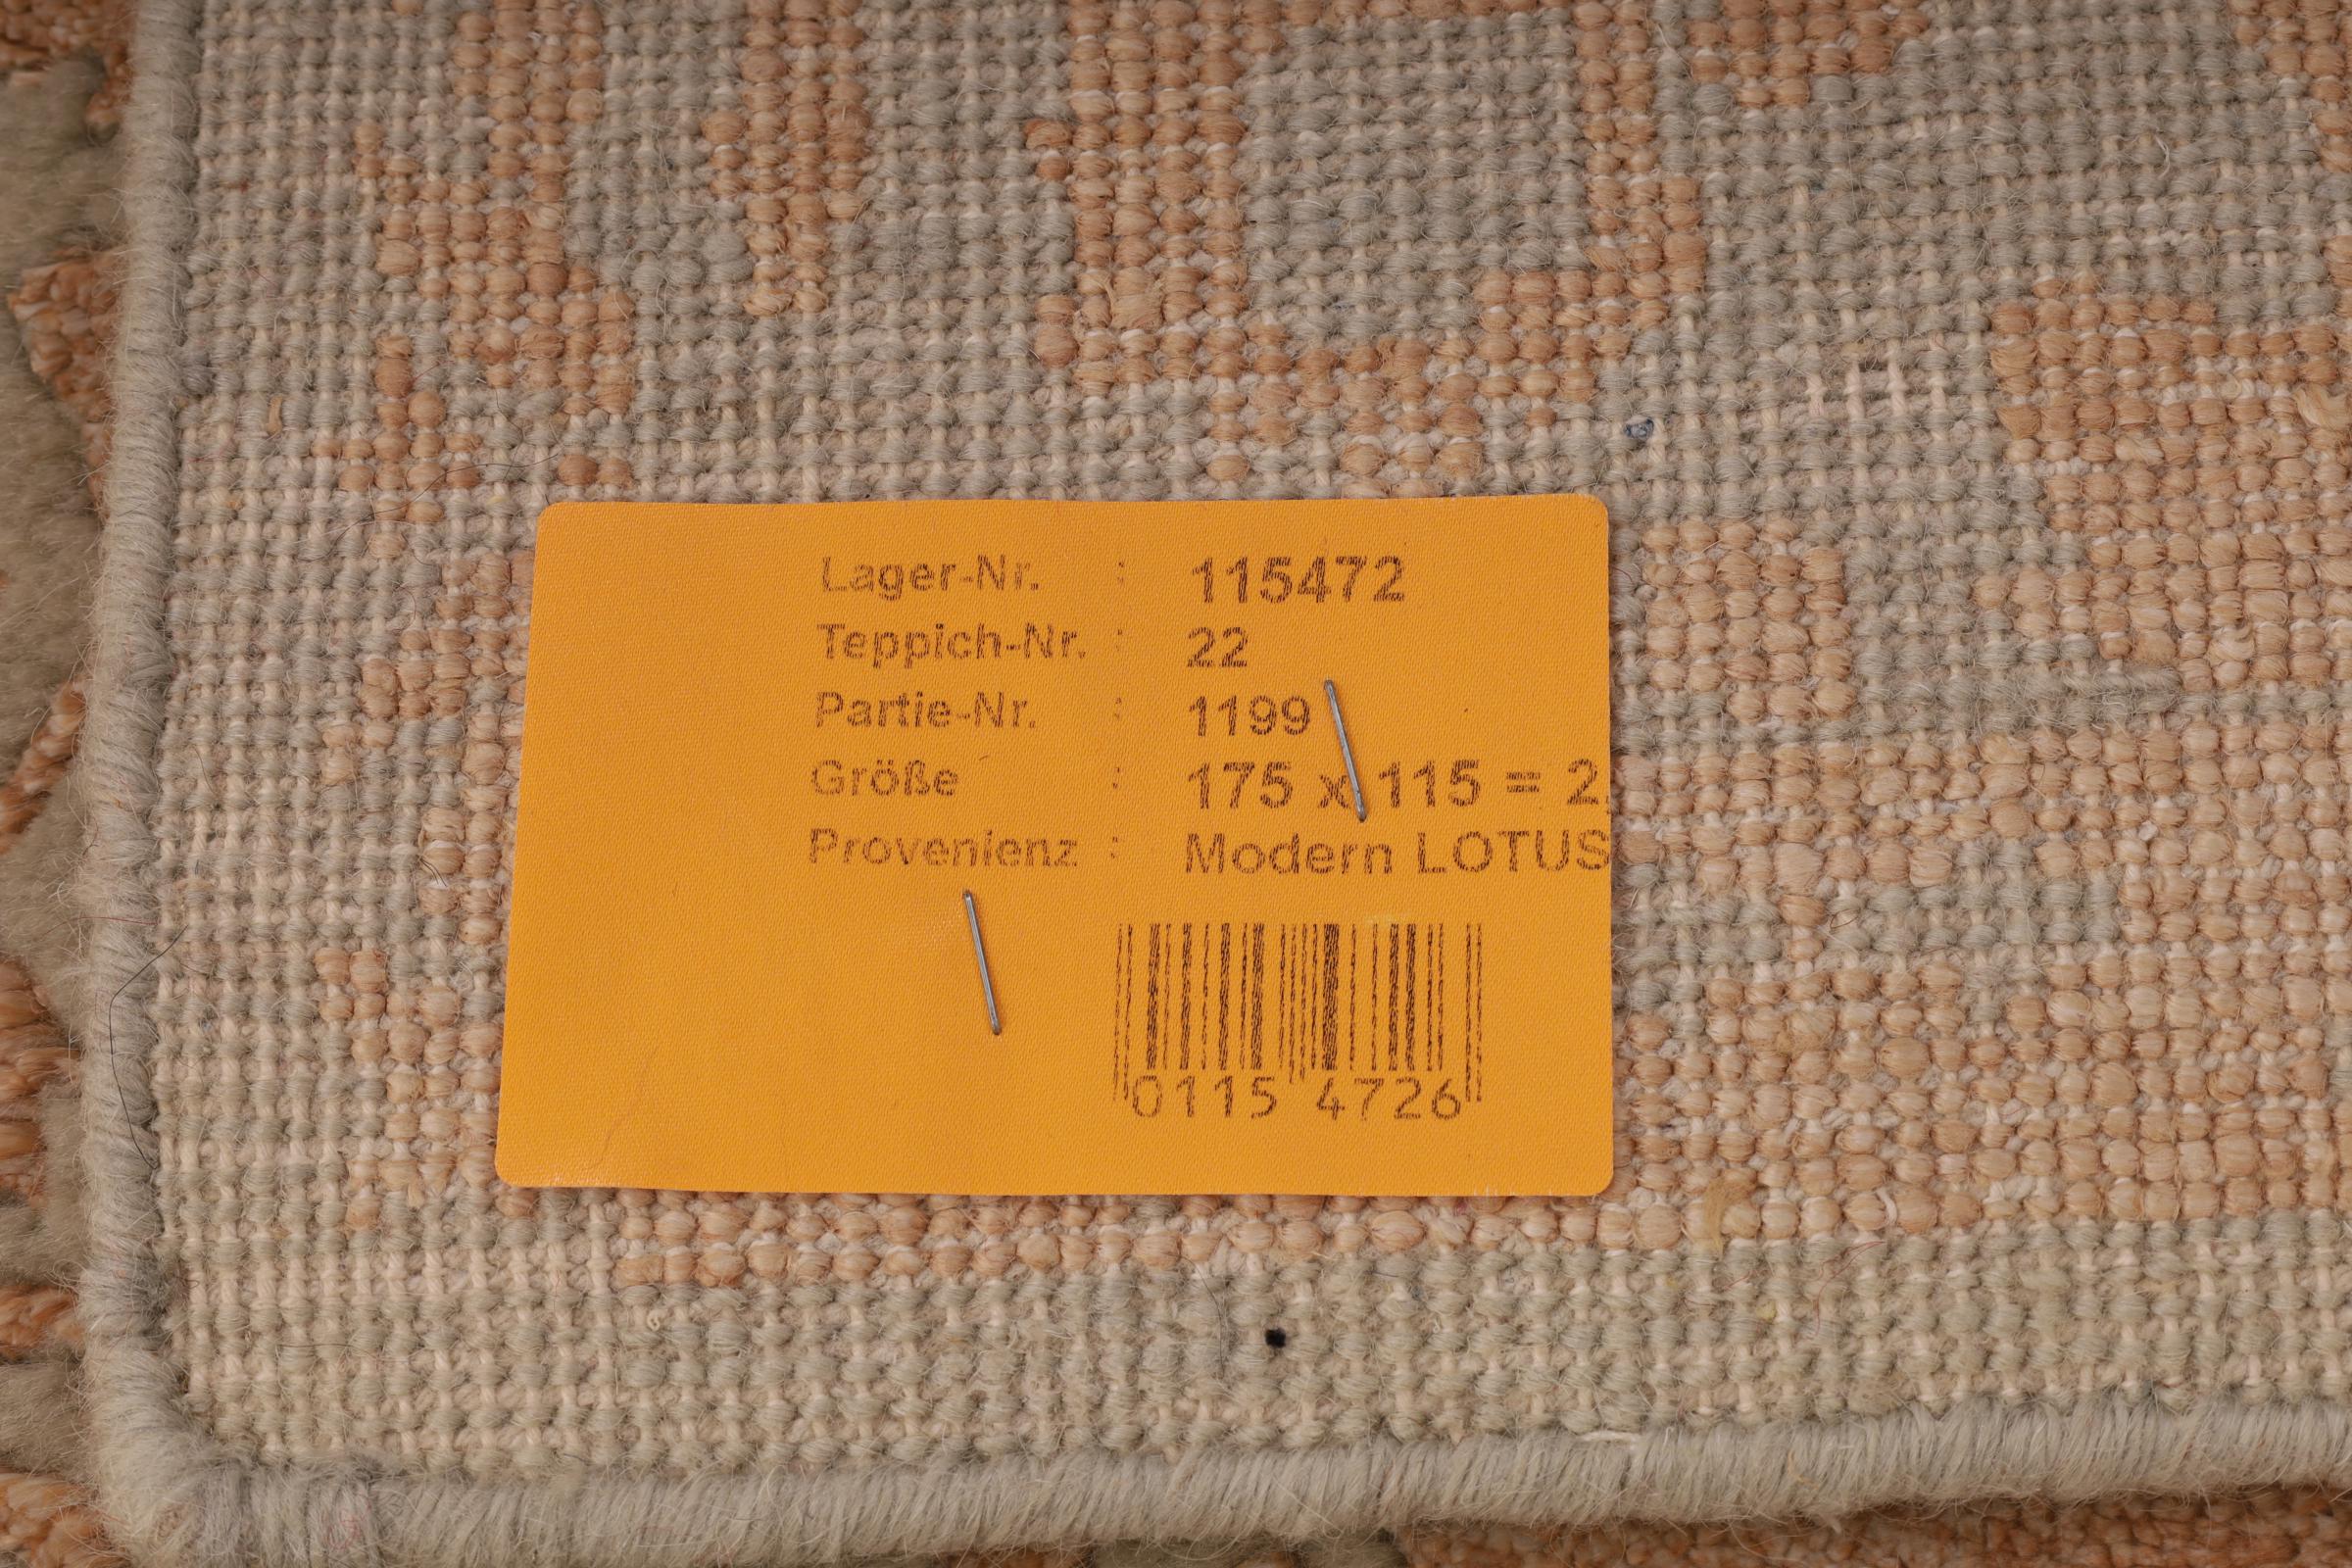 Lager-Nr. : 115472
Teppich-Nr. : 22
Partie-Nr. : 1199
Größe : 175 x 115 = 2,
Provenienz : Modern LOTUS
0115 4726